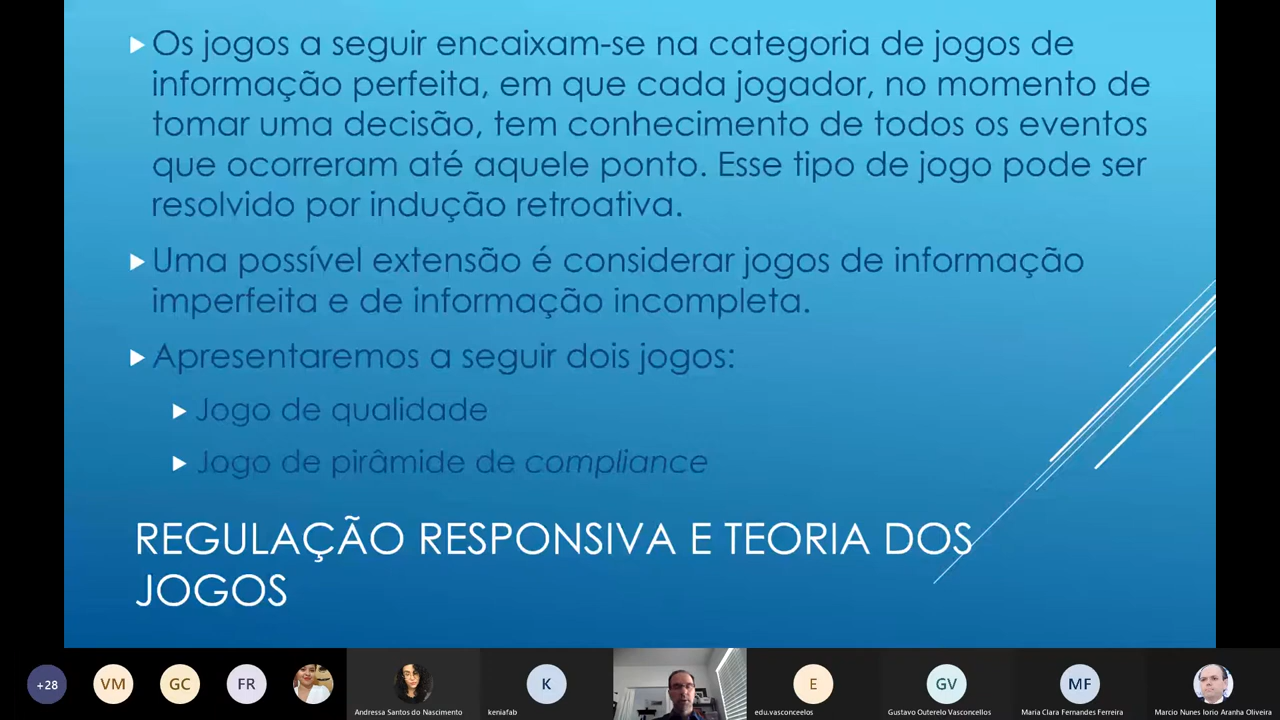 Os jogos a seguir encaixam-se na categoria de jogos de
informação perfeita, em que cada jogador, no momento de
tomar uma decisão, tem conhecimento de todos os eventos
que ocorreram até aquele ponto. Esse tipo de jogo pode ser
resolvido por indução retroativa.
Uma possível extensão é considerar jogos de informação
imperfeita e de informação incompleta.
Apresentaremos a seguir dois jogos:
Jogo de qualidade
Jogo de pirâmide de compliance
REGULAÇÃO RESPONSIVA E TEORIA DOS
JOGOS
+28
VM
GC
FR
K
E
GV
MF
Andressa Santos do Nascimento
keniafab
edu.vasconceelos
Gustavo Outerelo Vasconcellos
Maria Clara Fernandes Ferreira
Marcio Nunes Iorio Aranha Oliveira